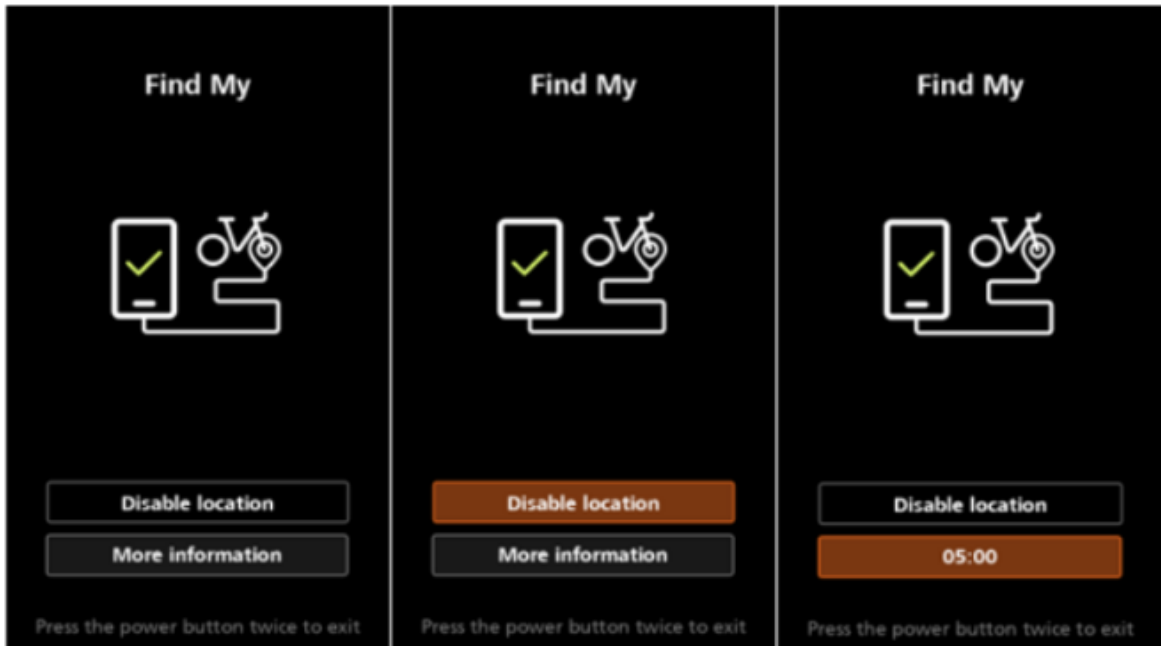 Find My
Disable location
More information
Press the power button twice to exit
Find My
Disable location
More information
Press the power button twice to exit
Find My
Disable location
05:00
Press the power button twice to exit